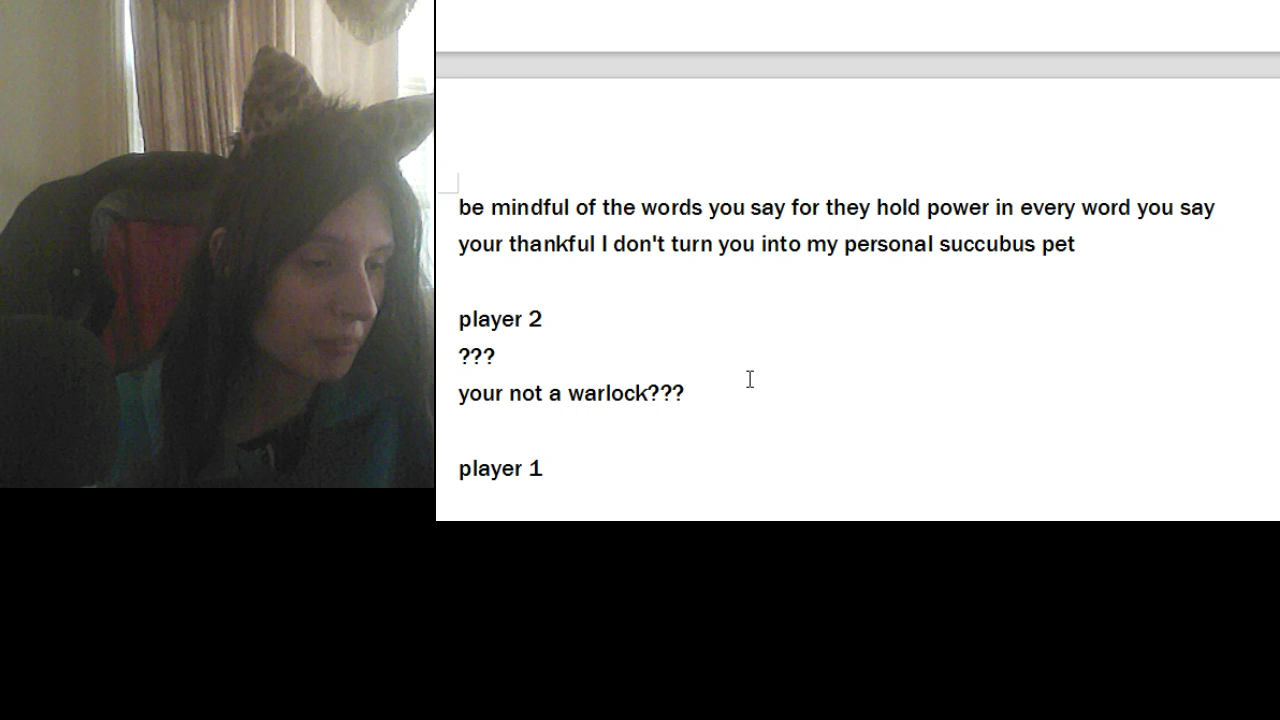 be mindful of the words you say for they hold power in every word you say
your thankful I don't turn you into my personal succubus pet
player 2
???
your not a warlock???
player 1